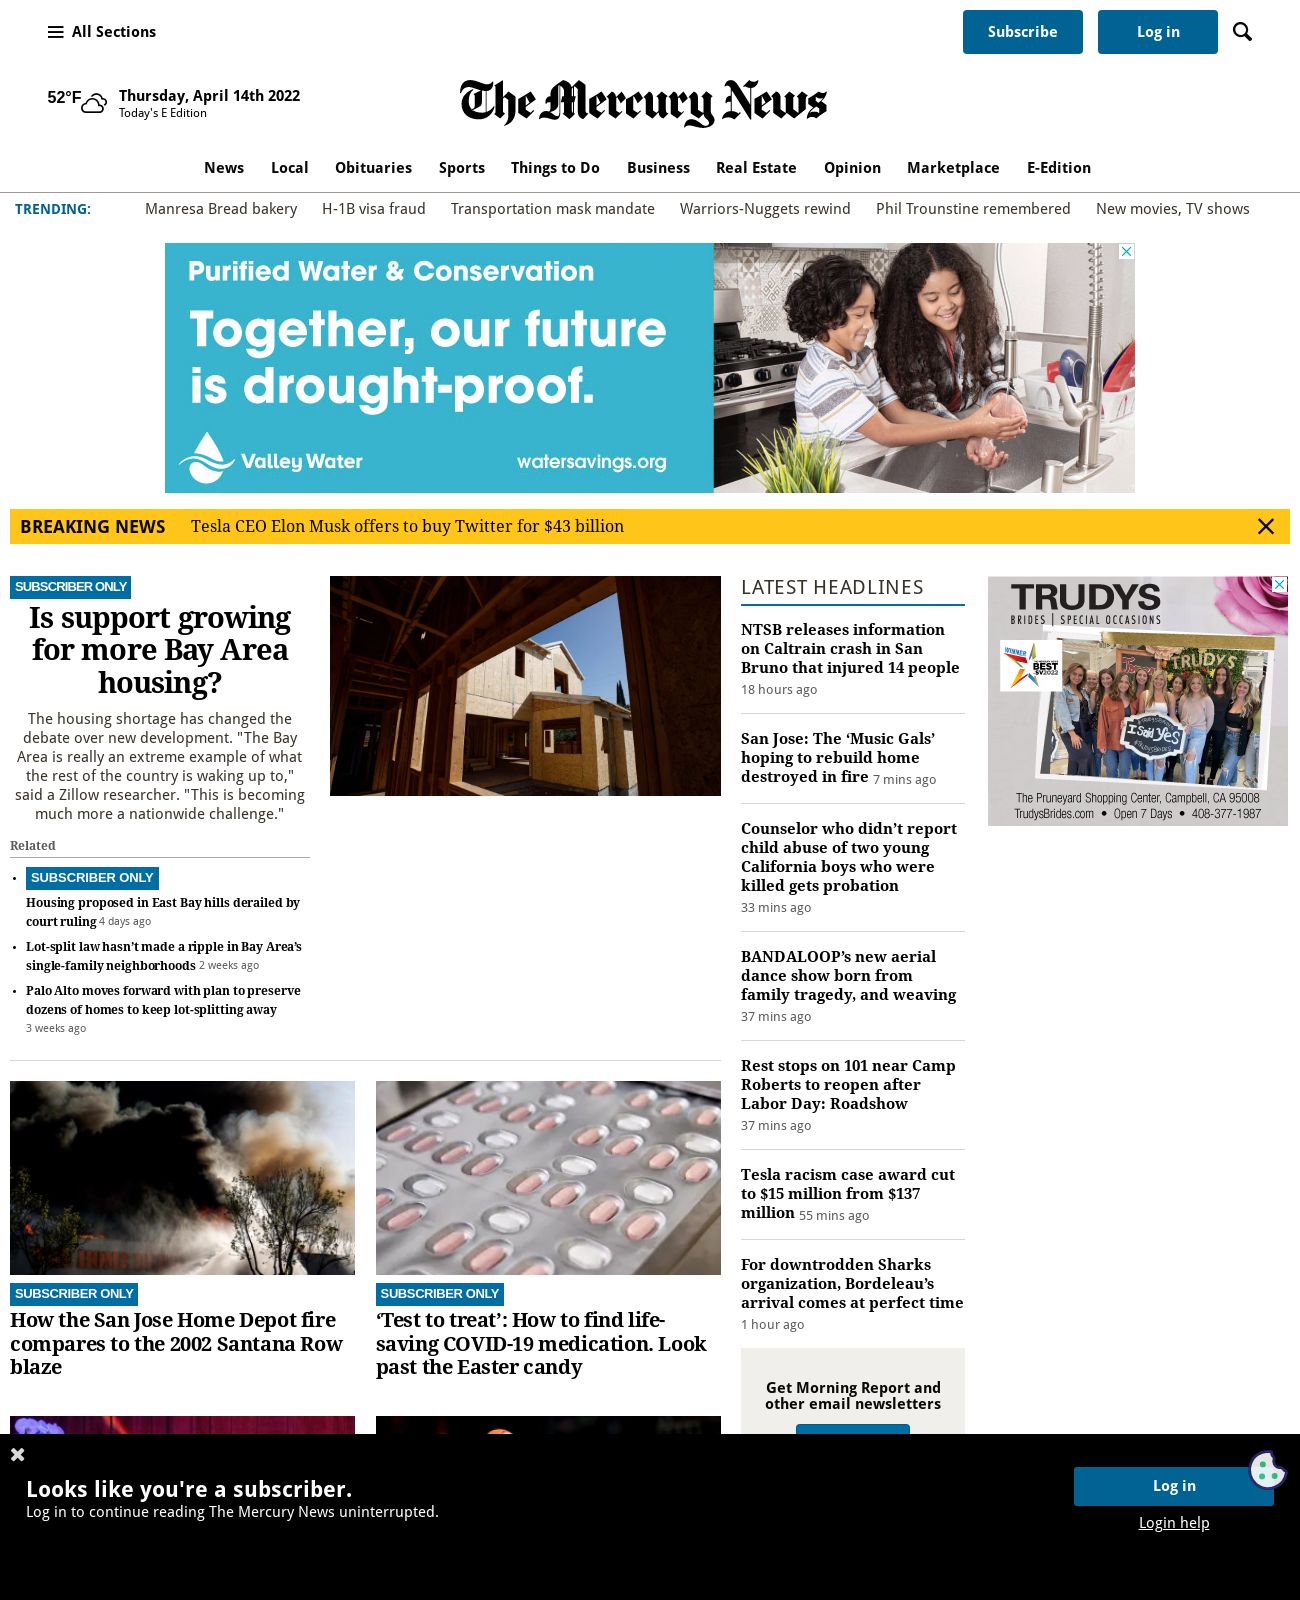 All Sections
Subscribe
Log in
52°F
Thursday, April 14th 2022
Today's E Edition
The Mercury News
News
Local
Obituaries
Sports
Things to Do
Business
Real Estate
Opinion
Marketplace
E-Edition
TRENDING:
Manresa Bread bakery
H-1B visa fraud
Transportation mask mandate
Warriors-Nuggets rewind
Phil Trounstine remembered
New movies, TV shows
Purified Water & Conservation
Together, our future
is drought-proof.
Valley Water
watersavings.org
BREAKING NEWS
Tesla CEO Elon Musk offers to buy Twitter for $43 billion
SUBSCRIBER ONLY
Is support growing
for more Bay Area
housing?
The housing shortage has changed the
debate over new development. "The Bay
Area is really an extreme example of what
the rest of the country is waking up to,"
said a Zillow researcher. "This is becoming
much more a nationwide challenge."
Related
SUBSCRIBER ONLY
Housing proposed in East Bay hills derailed by
court ruling 4 days ago
Lot-split law hasn’t made a ripple in Bay Area’s
single-family neighborhoods 2 weeks ago
Palo Alto moves forward with plan to preserve
dozens of homes to keep lot-splitting away
3 weeks ago
SUBSCRIBER ONLY
How the San Jose Home Depot fire
compares to the 2002 Santana Row
blaze
SUBSCRIBER ONLY
‘Test to treat’: How to find life-
saving COVID-19 medication. Look
past the Easter candy
LATEST HEADLINES
NTSB releases information
on Caltrain crash in San
Bruno that injured 14 people
18 hours ago
San Jose: The ‘Music Gals’
hoping to rebuild home
destroyed in fire 7 mins ago
Counselor who didn’t report
child abuse of two young
California boys who were
killed gets probation
33 mins ago
BANDALOOP’s new aerial
dance show born from
family tragedy, and weaving
37 mins ago
Rest stops on 101 near Camp
Roberts to reopen after
Labor Day: Roadshow
37 mins ago
Tesla racism case award cut
to $15 million from $137
million 55 mins ago
For downtrodden Sharks
organization, Bordeleau’s
arrival comes at perfect time
1 hour ago
Get Morning Report and
other email newsletters
TRUDYS
BRIDES | SPECIAL OCCASIONS
WINNER
BEST
TRUDYS
I Said Yes
The Pruneyard Shopping Center, Campbell, CA 95008
TrudysBrides.com • Open 7 Days • 408-377-1987
Looks like you're a subscriber.
Log in to continue reading The Mercury News uninterrupted.
Log in
Login help